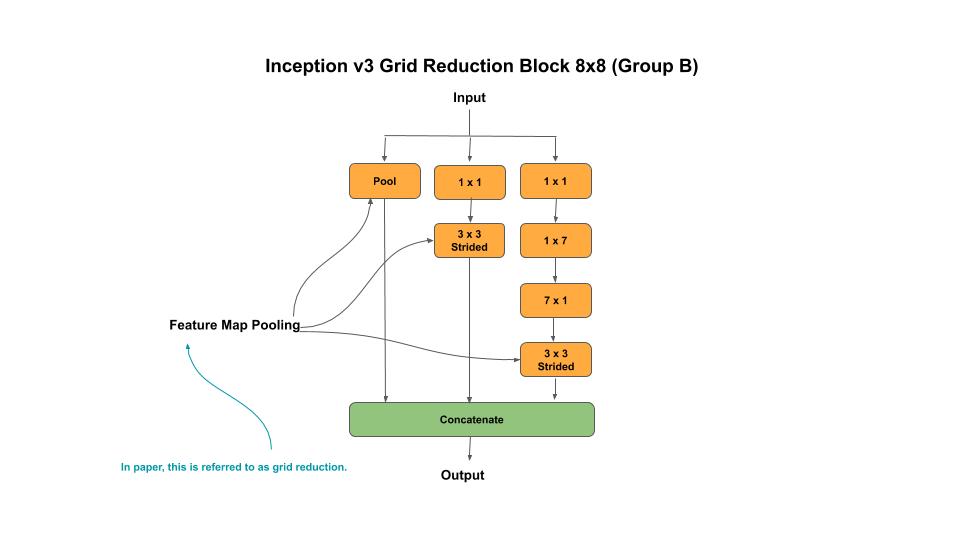 Inception v3 Grid Reduction Block 8x8 (Group B)
Input
Pool
1 x 1
1 x 1
3 x 3
Strided
1 x 7
7 x 1
Feature Map Pooling
3 x 3
Strided
Concatenate
In paper, this is referred to as grid reduction.
Output